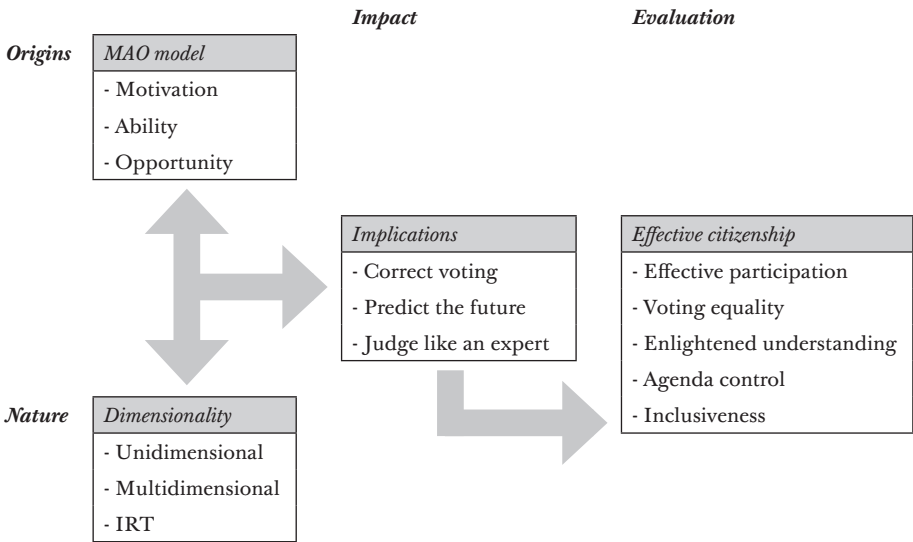 Impact
Evaluation
Origins
MAO model
- Motivation
- Ability
- Opportunity
Implications
- Correct voting
- Predict the future
- Judge like an expert
Effective citizenship
- Effective participation
- Voting equality
- Enlightened understanding
- Agenda control
- Inclusiveness
Nature
Dimensionality
- Unidimensional
- Multidimensional
- IRT